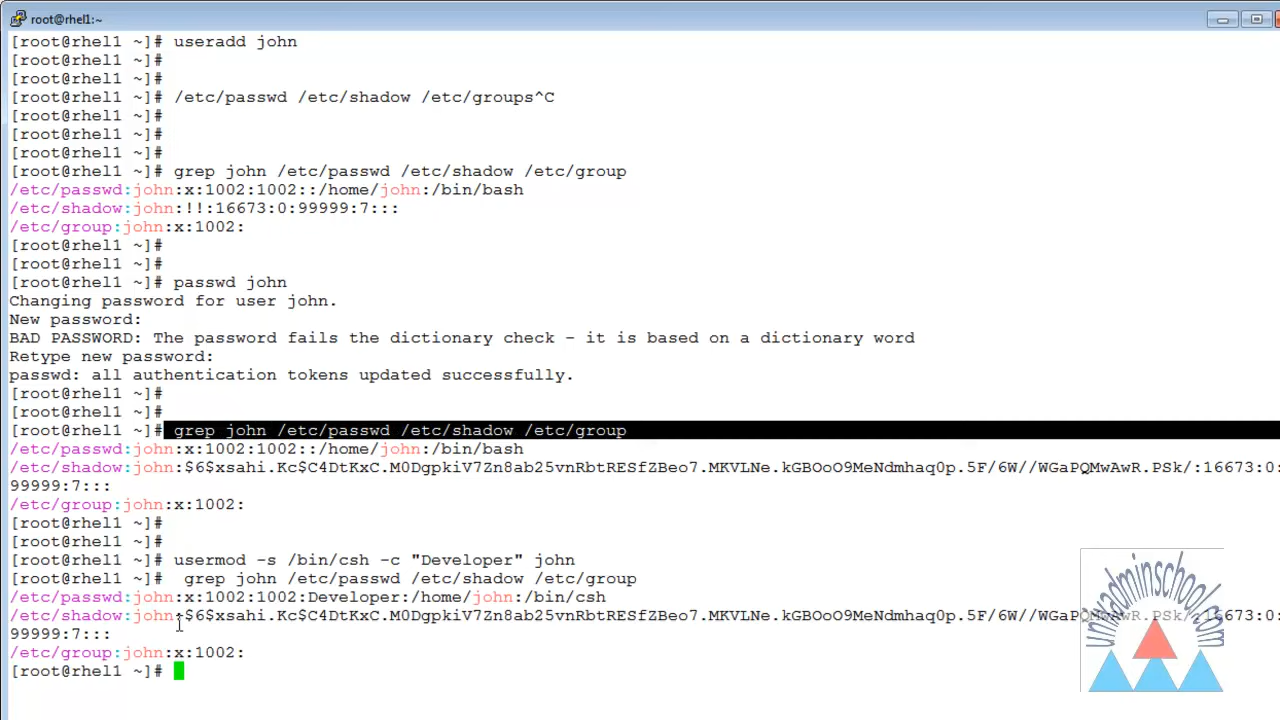 root@rhel1:~
[root@rhel1 ~]# useradd john
[root@rhel1 ~]#
[root@rhel1 ~]#
[root@rhel1 ~]# /etc/passwd /etc/shadow /etc/groups^C
[root@rhel1 ~]#
[root@rhel1 ~]#
[root@rhel1 ~]#
[root@rhel1 ~]# grep john /etc/passwd /etc/shadow /etc/group
/etc/passwd:john:x:1002:1002::/home/john:/bin/bash
/etc/shadow:john:!!:16673:0:99999:7:::
/etc/group:john:x:1002:
[root@rhel1 ~]#
[root@rhel1 ~]#
[root@rhel1 ~]# passwd john
Changing password for user john.
New password:
BAD PASSWORD: The password fails the dictionary check - it is based on a dictionary word
Retype new password:
passwd: all authentication tokens updated successfully.
[root@rhel1 ~]#
[root@rhel1 ~]#
[root@rhel1 ~]# grep john /etc/passwd /etc/shadow /etc/group
/etc/passwd:john:x:1002:1002::/home/john:/bin/bash
/etc/shadow:john:$6$xsahi.Kc$C4DtKxC.M0DgpkiV7Zn8ab25vnRbtRESfZBeo7.MKVLNe.kGBOoO9MeNdmhaq0p.5F/6W//WGaPQMwAwR.PSk/:16673:0:
99999:7:::
/etc/group:john:x:1002:
[root@rhel1 ~]#
[root@rhel1 ~]#
[root@rhel1 ~]# usermod -s /bin/csh -c "Developer" john
[root@rhel1 ~]#  grep john /etc/passwd /etc/shadow /etc/group
/etc/passwd:john:x:1002:1002:Developer:/home/john:/bin/csh
/etc/shadow:john:$6$xsahi.Kc$C4DtKxC.M0DgpkiV7Zn8ab25vnRbtRESfZBeo7.MKVLNe.kGBOoO9MeNdmhaq0p.5F/6W//WGaPQMwAwR.PSk/:16673:0:
99999:7:::
/etc/group:john:x:1002:
[root@rhel1 ~]#
unixadminschool.com